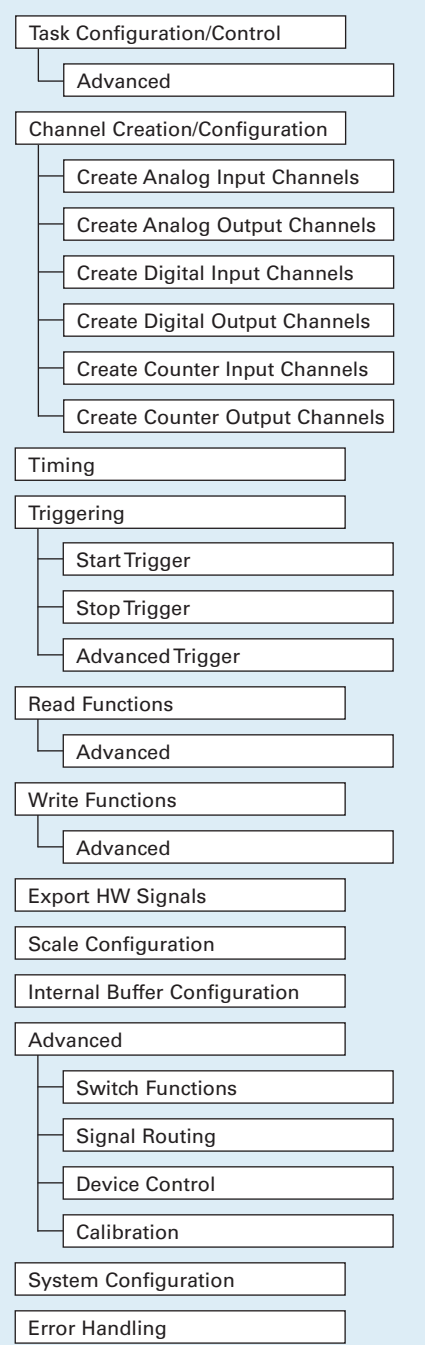 Task Configuration/Control
Advanced
Channel Creation/Configuration
Create Analog Input Channels
Create Analog Output Channels
Create Digital Input Channels
Create Digital Output Channels
Create Counter Input Channels
Create Counter Output Channels
Timing
Triggering
Start Trigger
Stop Trigger
Advanced Trigger
Read Functions
Advanced
Write Functions
Advanced
Export HW Signals
Scale Configuration
Internal Buffer Configuration
Advanced
Switch Functions
Signal Routing
Device Control
Calibration
System Configuration
Error Handling